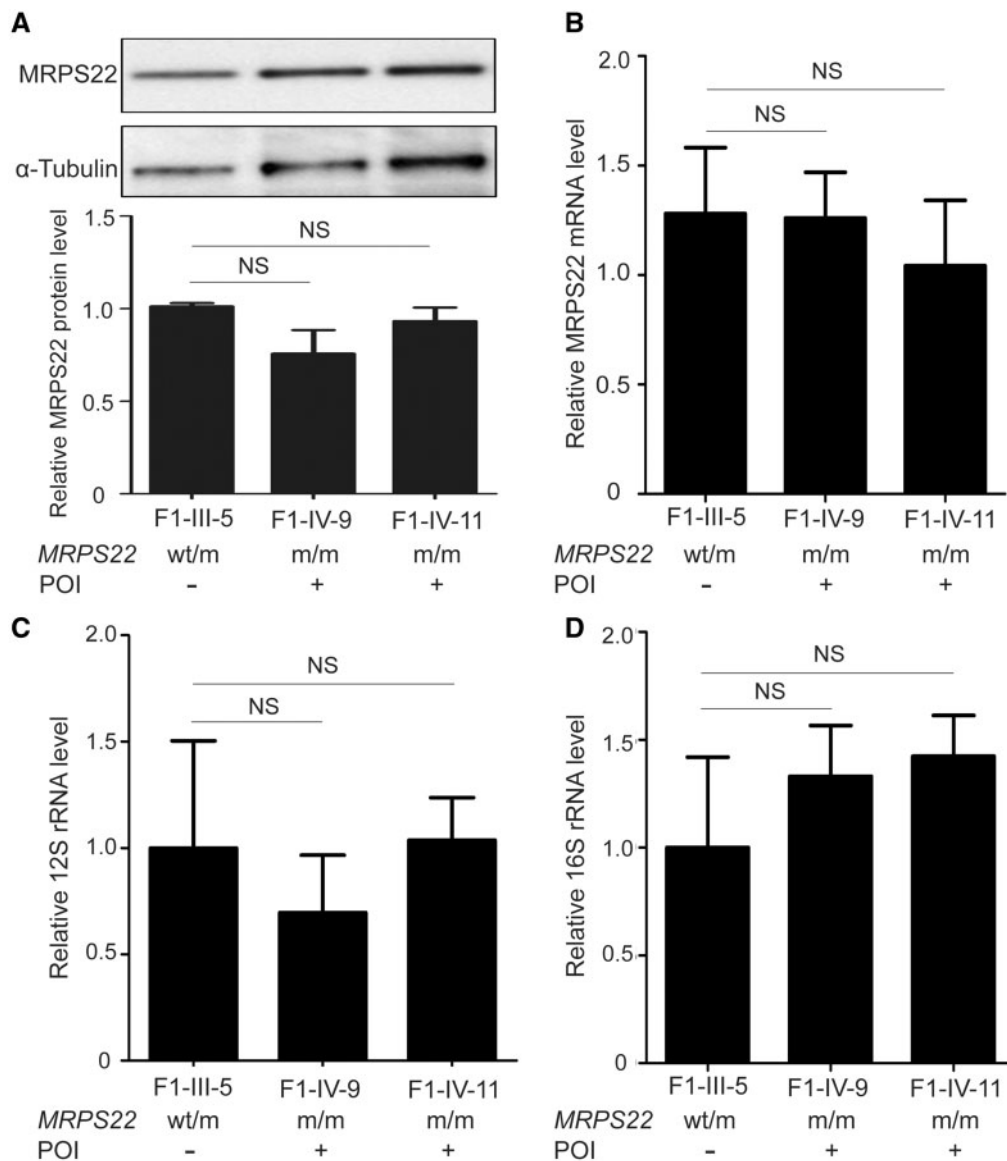 A
MRPS22
α-Tubulin
Relative MRPS22 protein level
1.5
1.0
0.5
0
NS
NS
F1-III-5 F1-IV-9 F1-IV-11
MRPS22 wt/m m/m m/m
POI - + +
B
Relative MRPS22 mRNA level
2.0
1.5
1.0
0.5
0
NS
NS
F1-III-5 F1-IV-9 F1-IV-11
MRPS22 wt/m m/m m/m
POI - + +
C
Relative 12S rRNA level
2.0
1.5
1.0
0.5
0
NS
NS
F1-III-5 F1-IV-9 F1-IV-11
MRPS22 wt/m m/m m/m
POI - + +
D
Relative 16S rRNA level
2.0
1.5
1.0
0.5
0
NS
NS
F1-III-5 F1-IV-9 F1-IV-11
MRPS22 wt/m m/m m/m
POI - + +